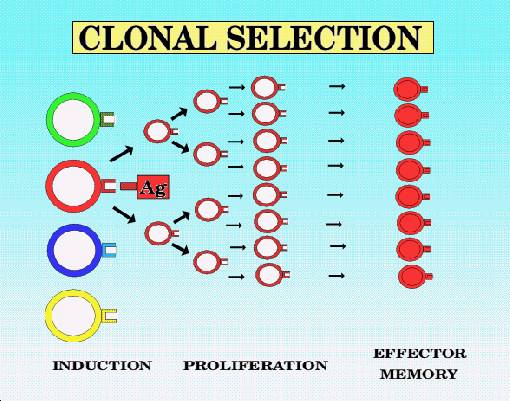 CLONAL SELECTION
Ag
INDUCTION PROLIFERATION EFFECTOR
MEMORY